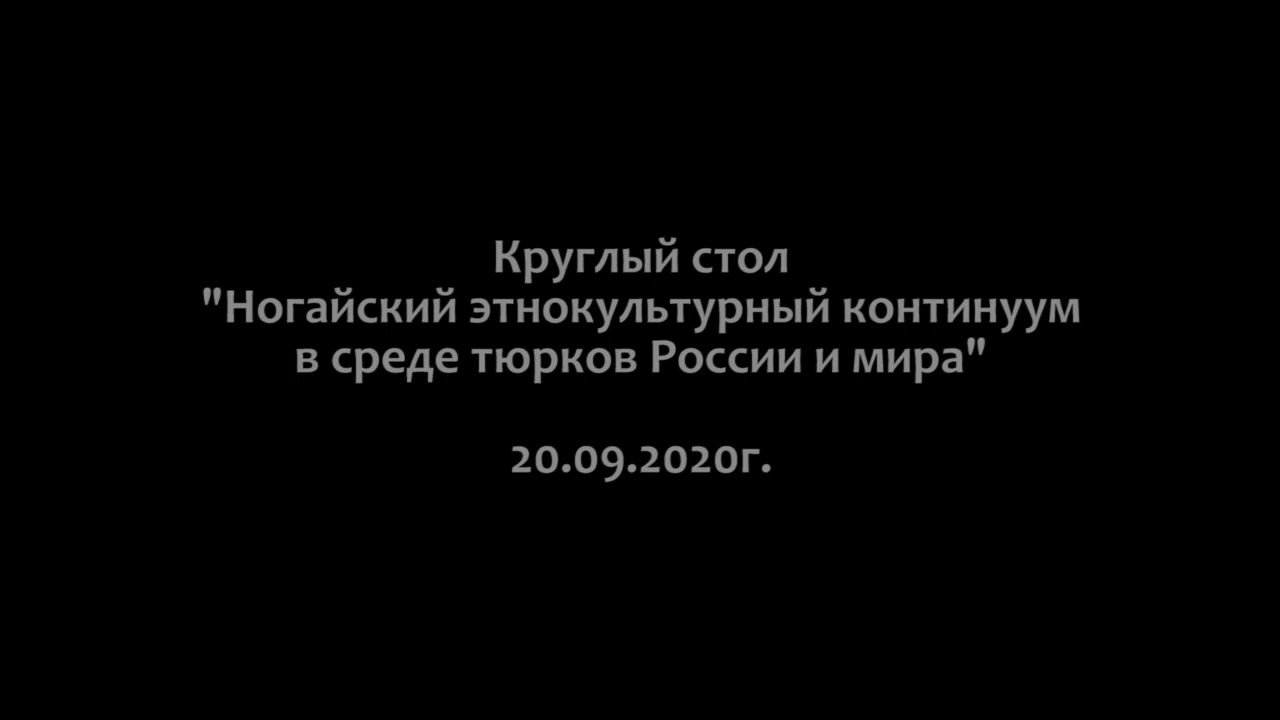 Круглый стол
"Ногайский этнокультурный континуум
в среде тюрков России и мира"
20.09.2020г.